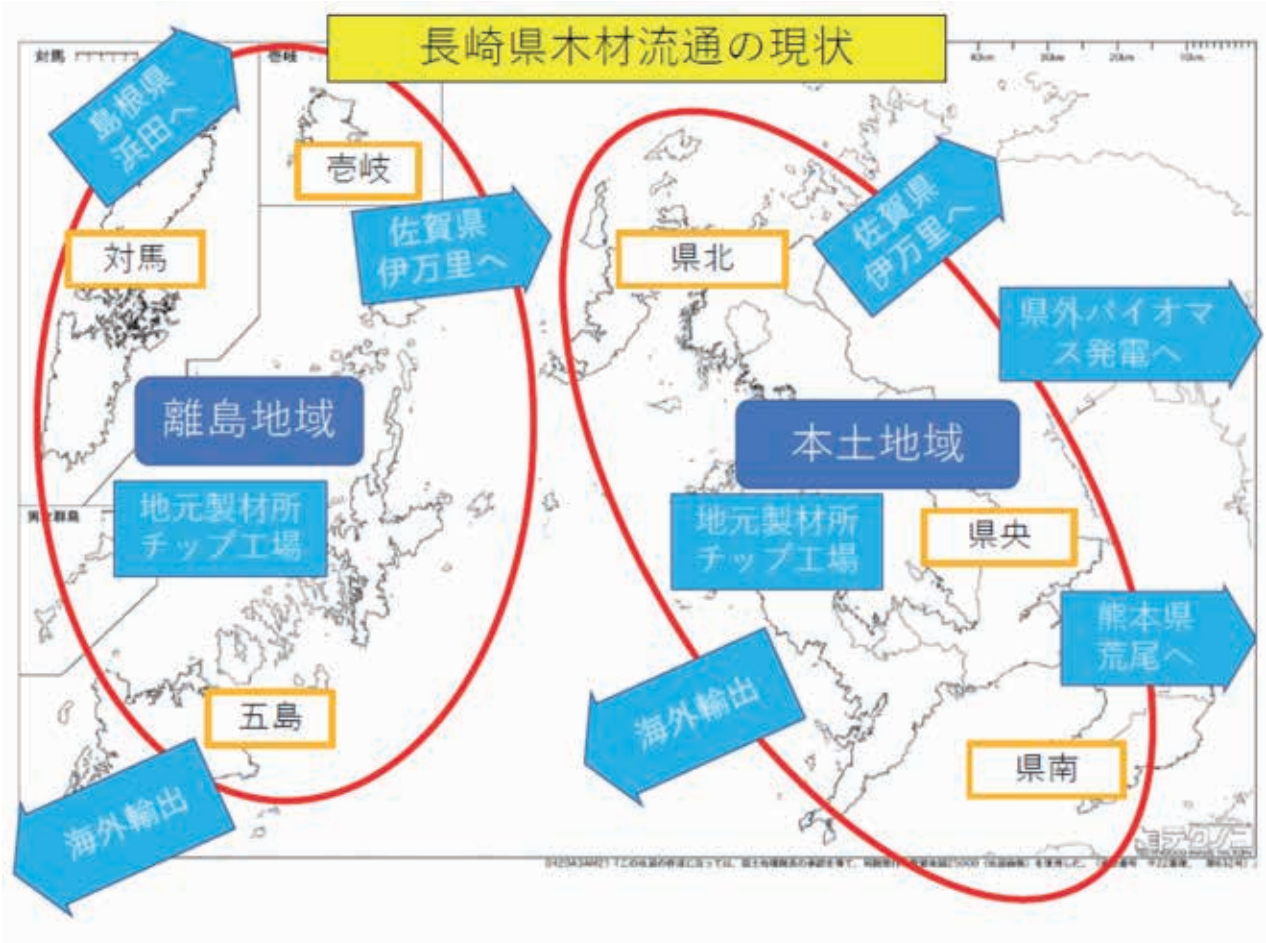 長崎県木材流通の現状
対馬
壱岐
40km
30km
20km
10km
島根県
浜田へ
壱岐
佐賀県
伊万里へ
対馬
離島地域
地元製材所
チップ工場
五島
海外輸出
県北
佐賀県
伊万里へ
県外バイオマ
ス発電へ
本土地域
地元製材所
チップ工場
県央
熊本県
荒尾へ
海外輸出
県南